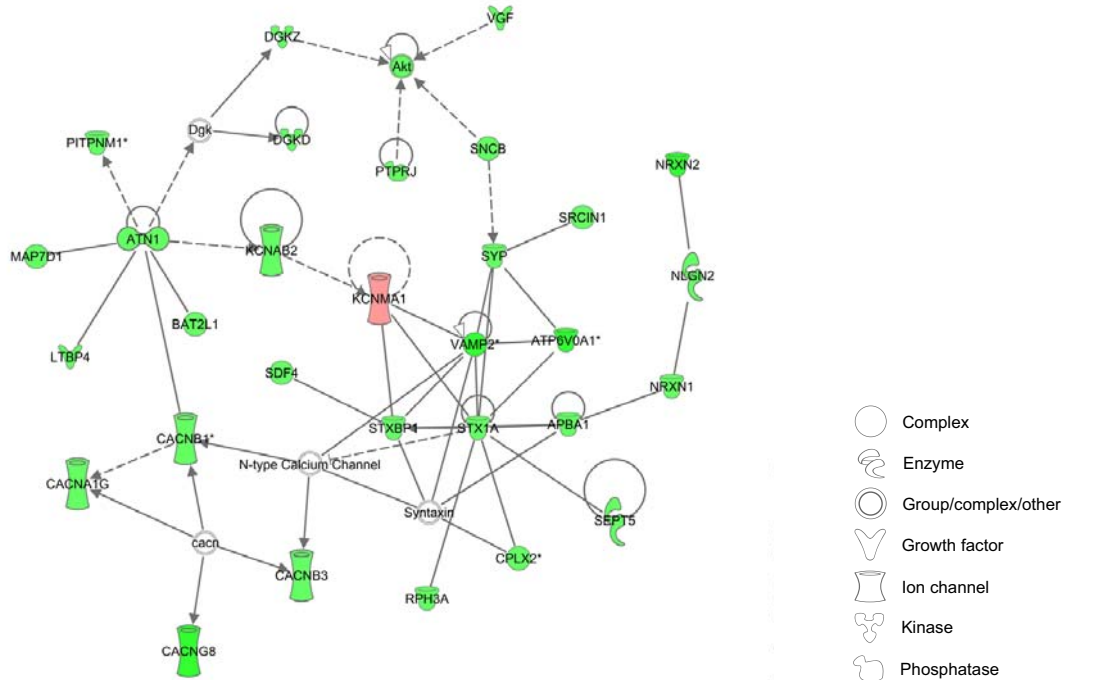 VGF
DGKZ
Akt
Dgk
DGKD
PITPNM1*
PTPRJ
SNCB
NRXN2
SRCIN1
ATN1
KCNAB2
MAP7D1
SYP
NLGN2
KCNMA1
BAT2L1
VAMP2*
ATP6V0A1*
LTBP4
SDF4
NRXN1
STXBP1
STX1A
APBA1
CACNB1*
N-type Calcium Channel
CACNA1G
Syntaxin
SEPT5
cacn
CPLX2*
CACNB3
RPH3A
CACNG8
Complex
Enzyme
Group/complex/other
Growth factor
Ion channel
Kinase
Phosphatase